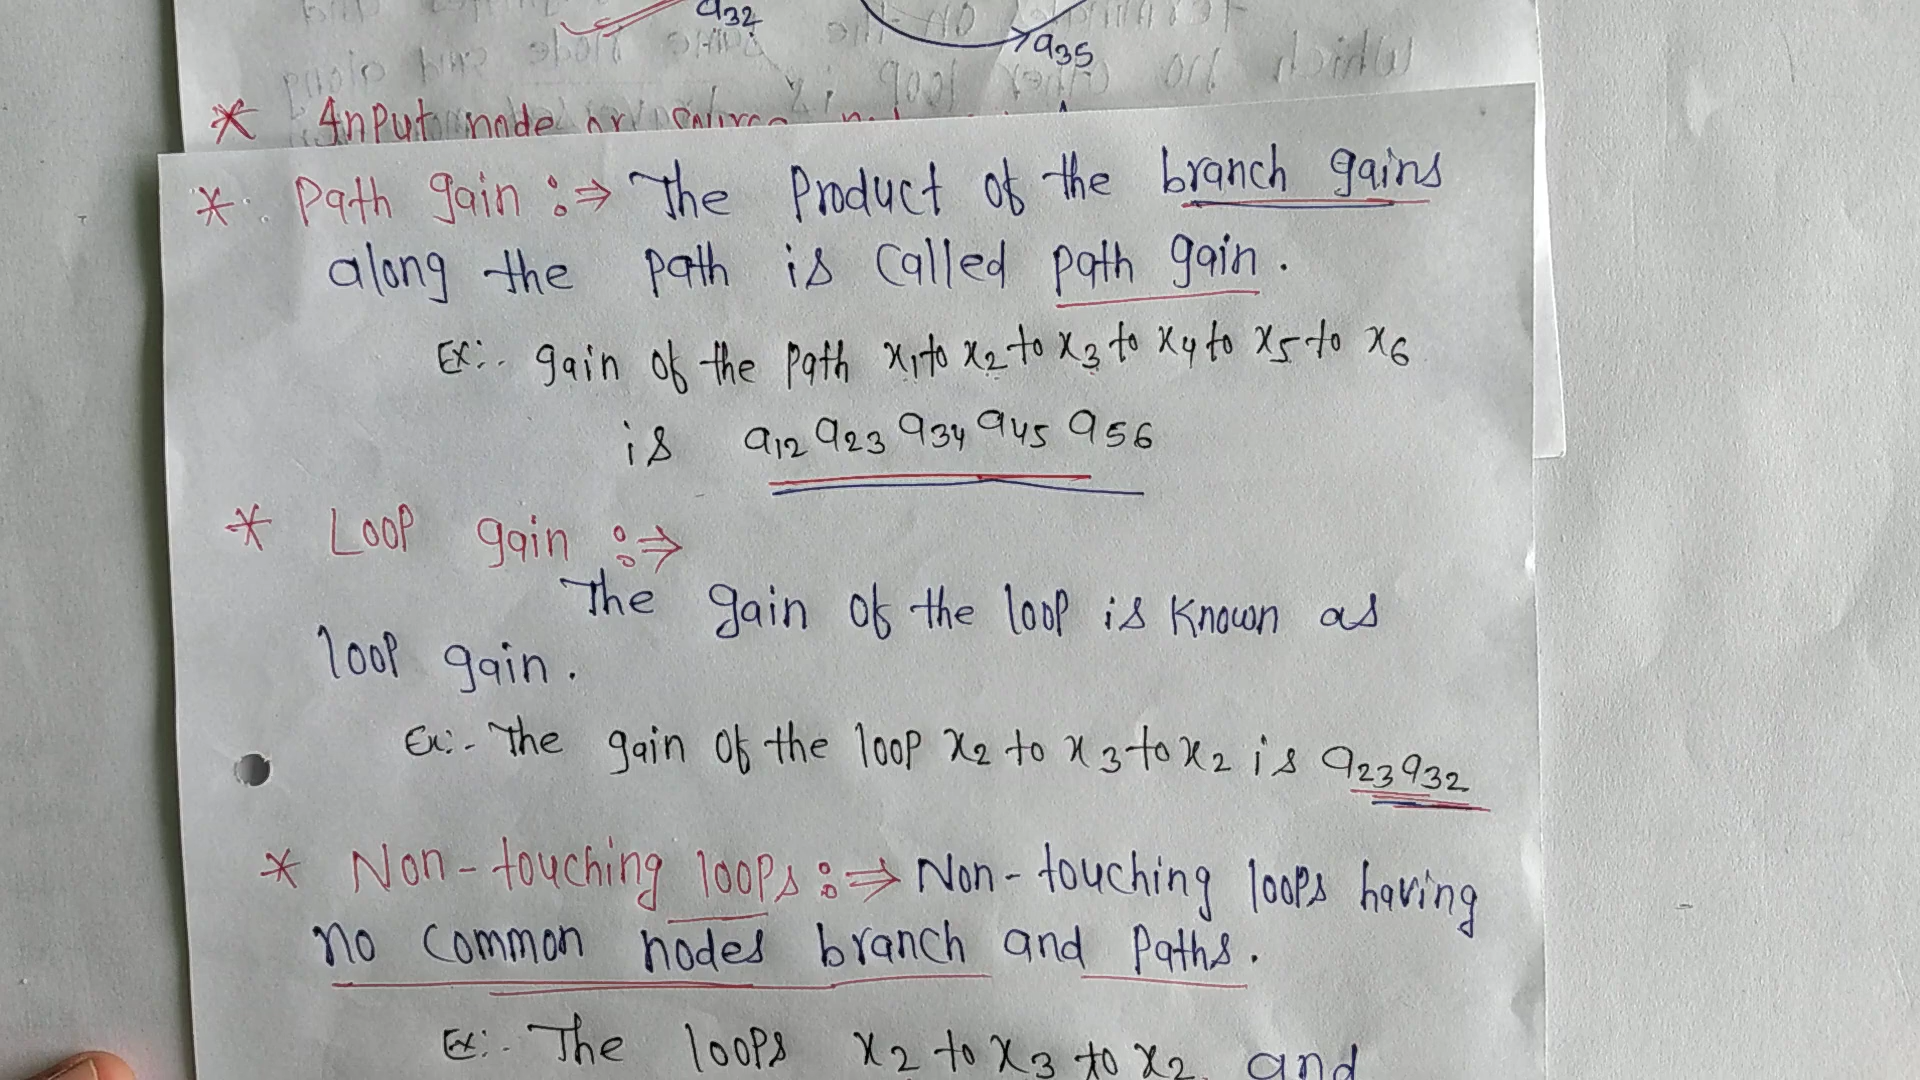 a32
a35
* Input node or source
* Path gain :⇒ The Product of the branch gains
along the path is called path gain.
Ex:- gain of the path x1 to x2 to x3 to x4 to x5 to x6
is a12 a23 a34 a45 a56
* Loop gain :⇒
The gain of the loop is known as
loop gain.
Ex:- The gain of the loop x2 to x3 to x2 is a23 a32
* Non-touching loops :⇒ Non-touching loops having
no common nodes branch and Paths.
Ex:- The loops x2 to x3 to x2 and